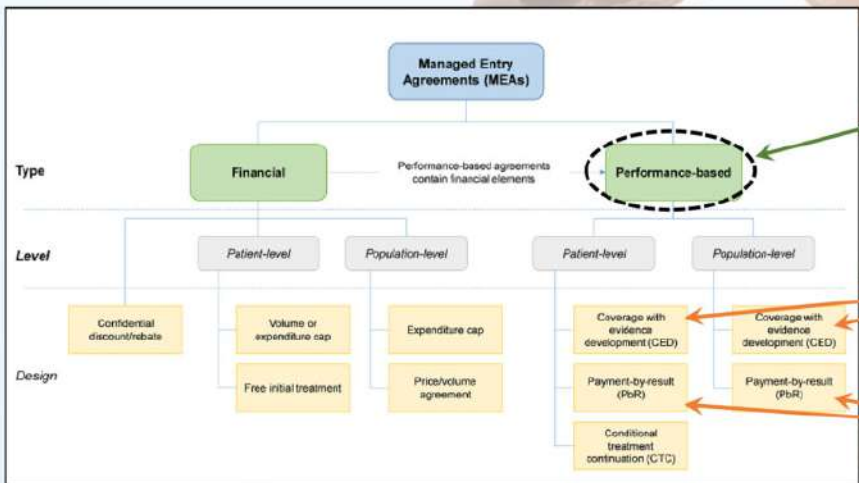 Managed Entry
Agreements (MEAs)
Type
Financial
Performance-based agreements
contain financial elements
Performance-based
Level
Patient-level
Population-level
Patient-level
Population-level
Design
Confidential
discount/rebate
Volume or
expenditure cap
Expenditure cap
Coverage with
evidence
development (CED)
Coverage with
evidence
development (CED)
Free initial treatment
Price/volume
agreement
Payment-by-result
(PbR)
Payment-by-result
(PbR)
Conditional
treatment
continuation (CTC)